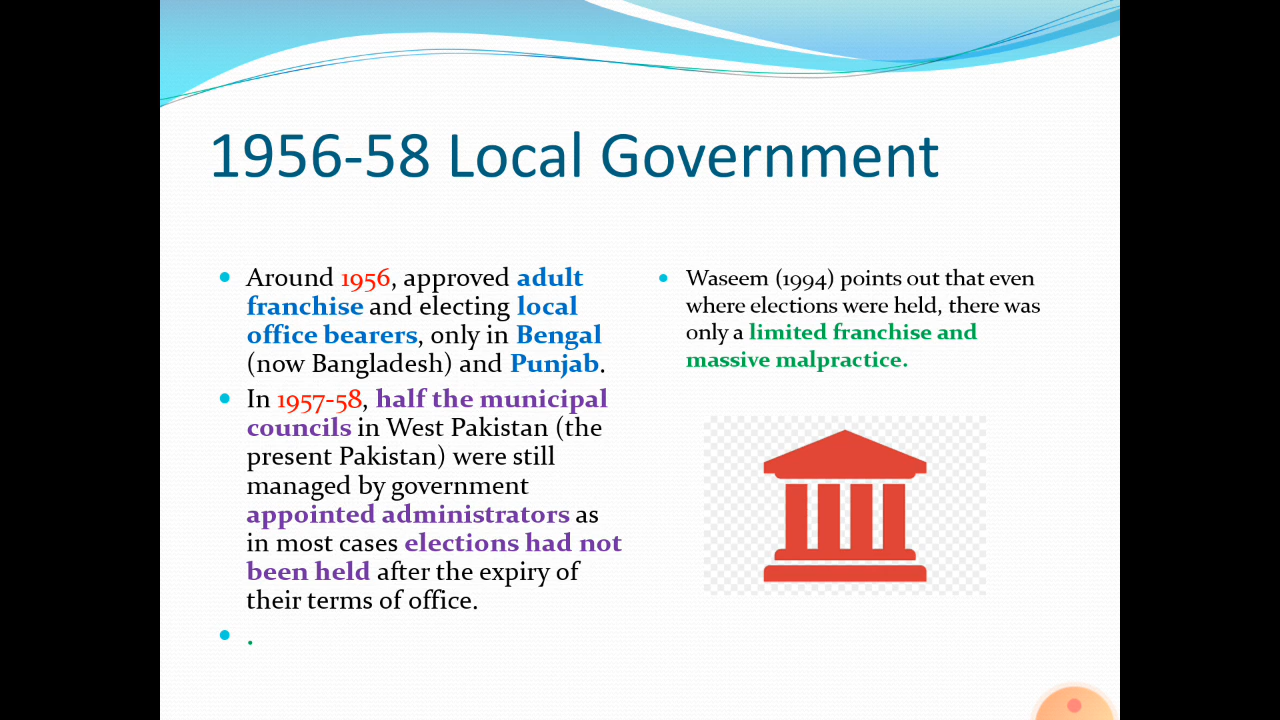 1956-58 Local Government
Around 1956, approved adult
franchise and electing local
office bearers, only in Bengal
(now Bangladesh) and Punjab.
In 1957-58, half the municipal
councils in West Pakistan (the
present Pakistan) were still
managed by government
appointed administrators as
in most cases elections had not
been held after the expiry of
their terms of office.
.
Waseem (1994) points out that even
where elections were held, there was
only a limited franchise and
massive malpractice.